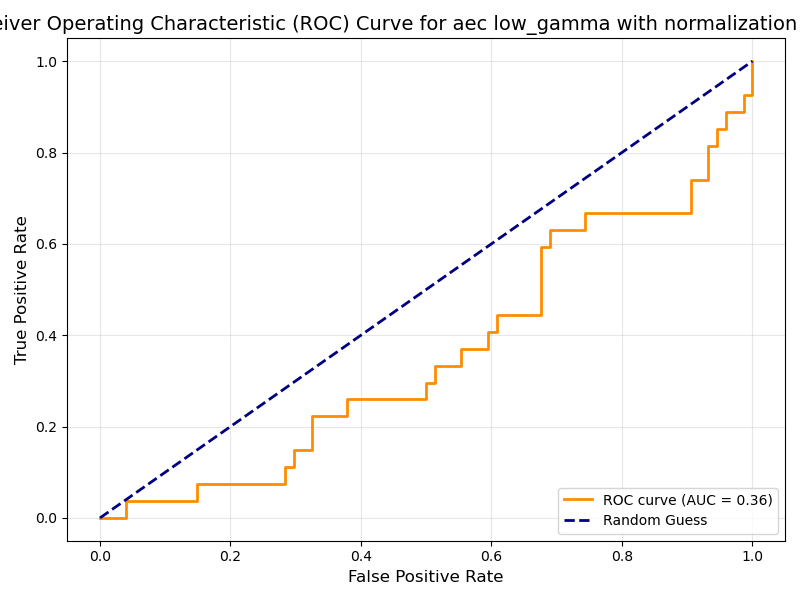 Receiver Operating Characteristic (ROC) Curve for aec low_gamma with normalization
True Positive Rate
1.0
0.8
0.6
0.4
0.2
0.0
0.0 0.2 0.4 0.6 0.8 1.0
False Positive Rate
ROC curve (AUC = 0.36)
Random Guess